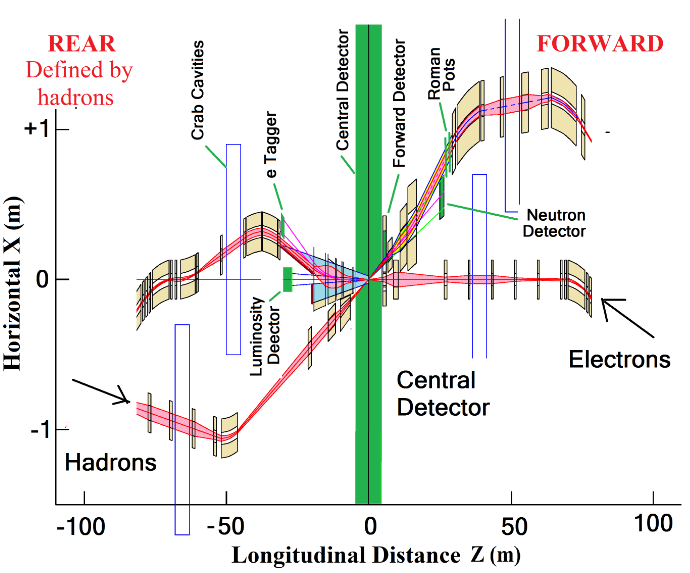 REAR
Defined by
hadrons
FORWARD
Crab Cavities
e Tagger
Central Detector
Forward Detector
Roman
Pots
+1
0
-1
Horizontal X (m)
Neutron
Detector
Luminosity
Deector
Electrons
Central
Detector
Hadrons
-100
-50
0
50
100
Longitudinal Distance Z (m)